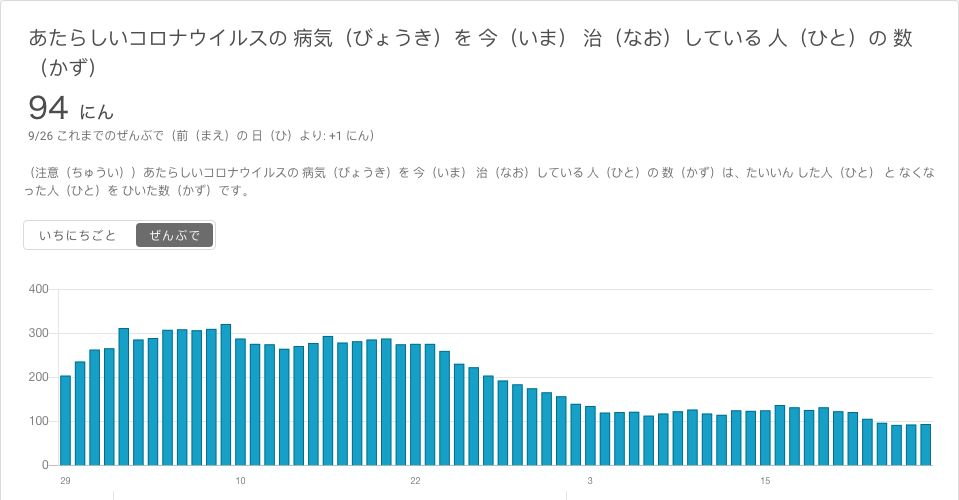 あたらしいコロナウイルスの 病気（びょうき）を 今（いま） 治（なお）している 人（ひと）の 数
（かず）
94 にん
9/26 これまでのぜんぶで（前（まえ）の 日（ひ）より: +1 にん）
（注意（ちゅうい））あたらしいコロナウイルスの 病気（びょうき）を 今（いま） 治（なお）している 人（ひと）の 数（かず）は、たいいん した人（ひと） と なくな
った人（ひと）を ひいた数（かず）です。
いちにちごと ぜんぶで
400
300
200
100
0
29 10 22 3 15